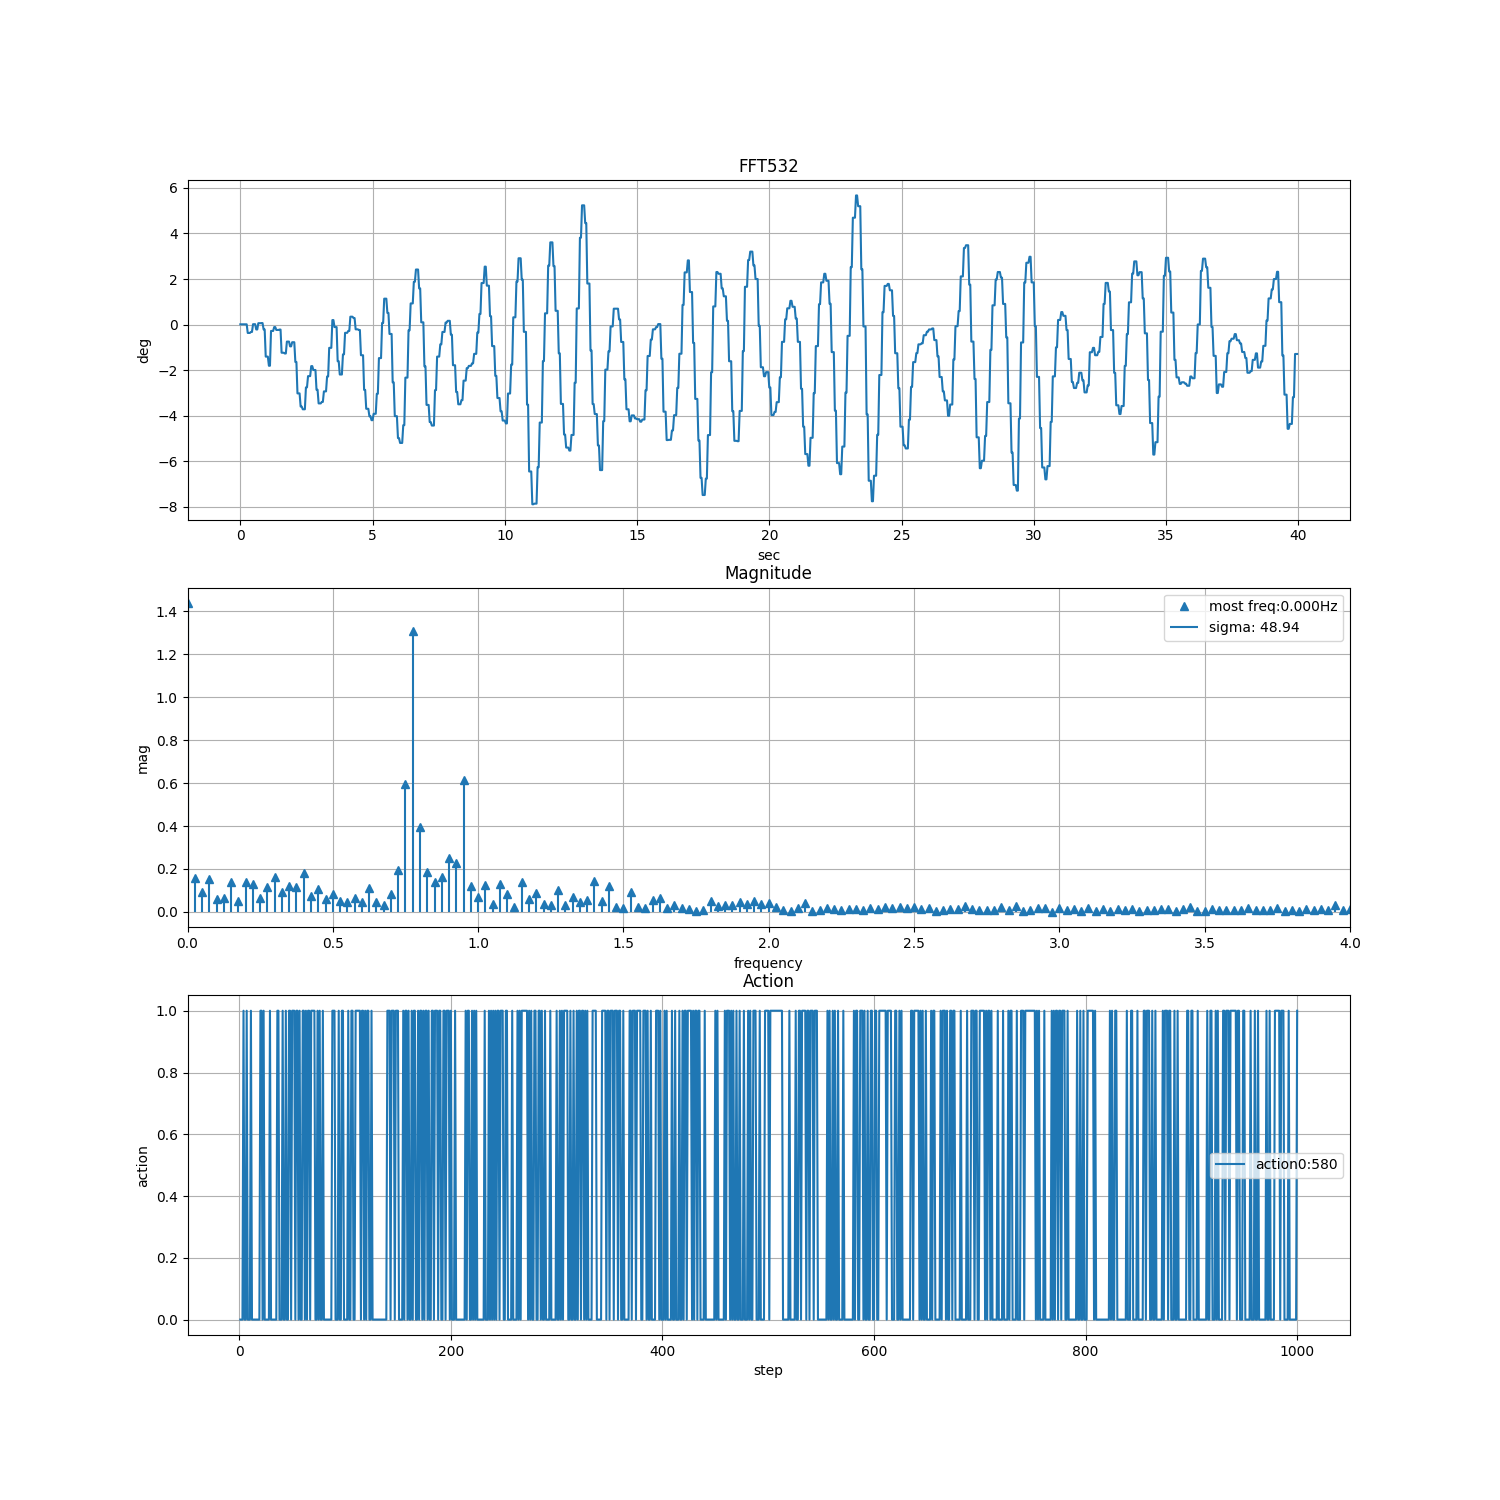 FFT532
6
4
2
0
−2
−4
−6
−8
deg
0 5 10 15 20 25 30 35 40
sec
Magnitude
1.4
1.2
1.0
0.8
0.6
0.4
0.2
0.0
mag
most freq:0.000Hz
sigma: 48.94
0.0 0.5 1.0 1.5 2.0 2.5 3.0 3.5 4.0
frequency
Action
1.0
0.8
0.6
0.4
0.2
0.0
action
action0:580
0 200 400 600 800 1000
step